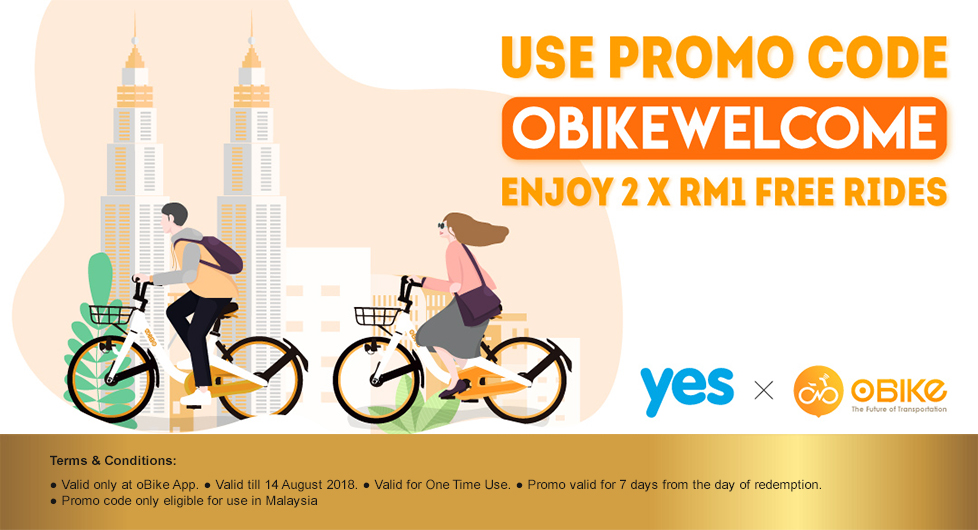 USE PROMO CODE
OBIKEWELCOME
ENJOY 2 X RM1 FREE RIDES
yes × oBIKE
The Future of Transportation
Terms & Conditions:
● Valid only at oBike App. ● Valid till 14 August 2018. ● Valid for One Time Use. ● Promo valid for 7 days from the day of redemption.
● Promo code only eligible for use in Malaysia